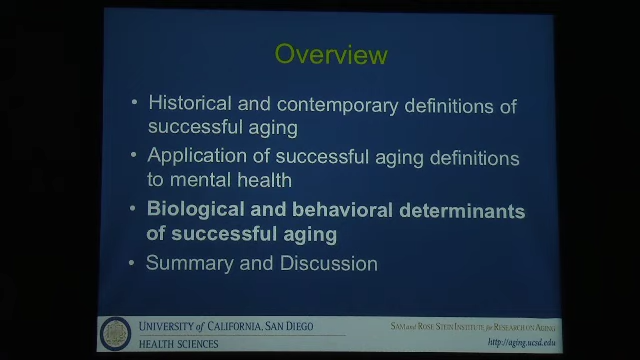 Overview
• Historical and contemporary definitions of
successful aging
• Application of successful aging definitions
to mental health
• Biological and behavioral determinants
of successful aging
• Summary and Discussion
UNIVERSITY of CALIFORNIA, SAN DIEGO
HEALTH SCIENCES
SAM AND ROSE STEIN INSTITUTE for RESEARCH ON AGING
http://aging.ucsd.edu